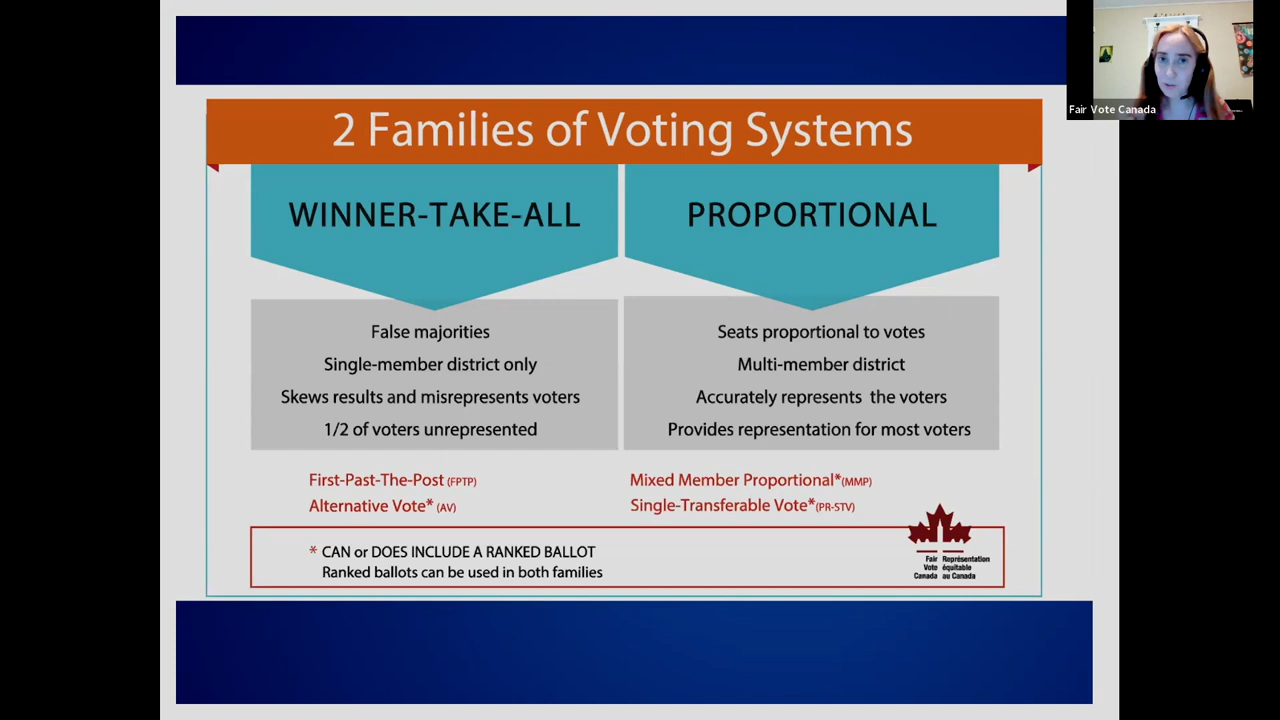 2 Families of Voting Systems
WINNER-TAKE-ALL
False majorities
Single-member district only
Skews results and misrepresents voters
1/2 of voters unrepresented
First-Past-The-Post (FPTP)
Alternative Vote* (AV)
PROPORTIONAL
Seats proportional to votes
Multi-member district
Accurately represents the voters
Provides representation for most voters
Mixed Member Proportional*(MMP)
Single-Transferable Vote*(PR-STV)
* CAN or DOES INCLUDE A RANKED BALLOT
Ranked ballots can be used in both families
Fair Représentation
Vote équitable
Canada au Canada
Fair Vote Canada